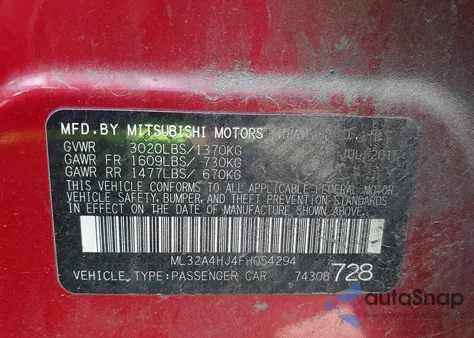 MFD.BY MITSUBISHI MOTORS
GVWR 3020LBS/1370KG
GAWR FR 1609LBS/ 730KG
GAWR RR 1477LBS/ 670KG
THIS VEHICLE CONFORMS TO ALL APPLICABLE
U.S. FEDERAL MOTOR
VEHICLE SAFETY, BUMPER, AND THEFT PREVENTION STANDARDS
IN EFFECT ON THE DATE OF MANUFACTURE SHOWN ABOVE.
ML32A4HJ4FH054294
VEHICLE TYPE:PASSENGER CAR 7430B 728
autoSnap